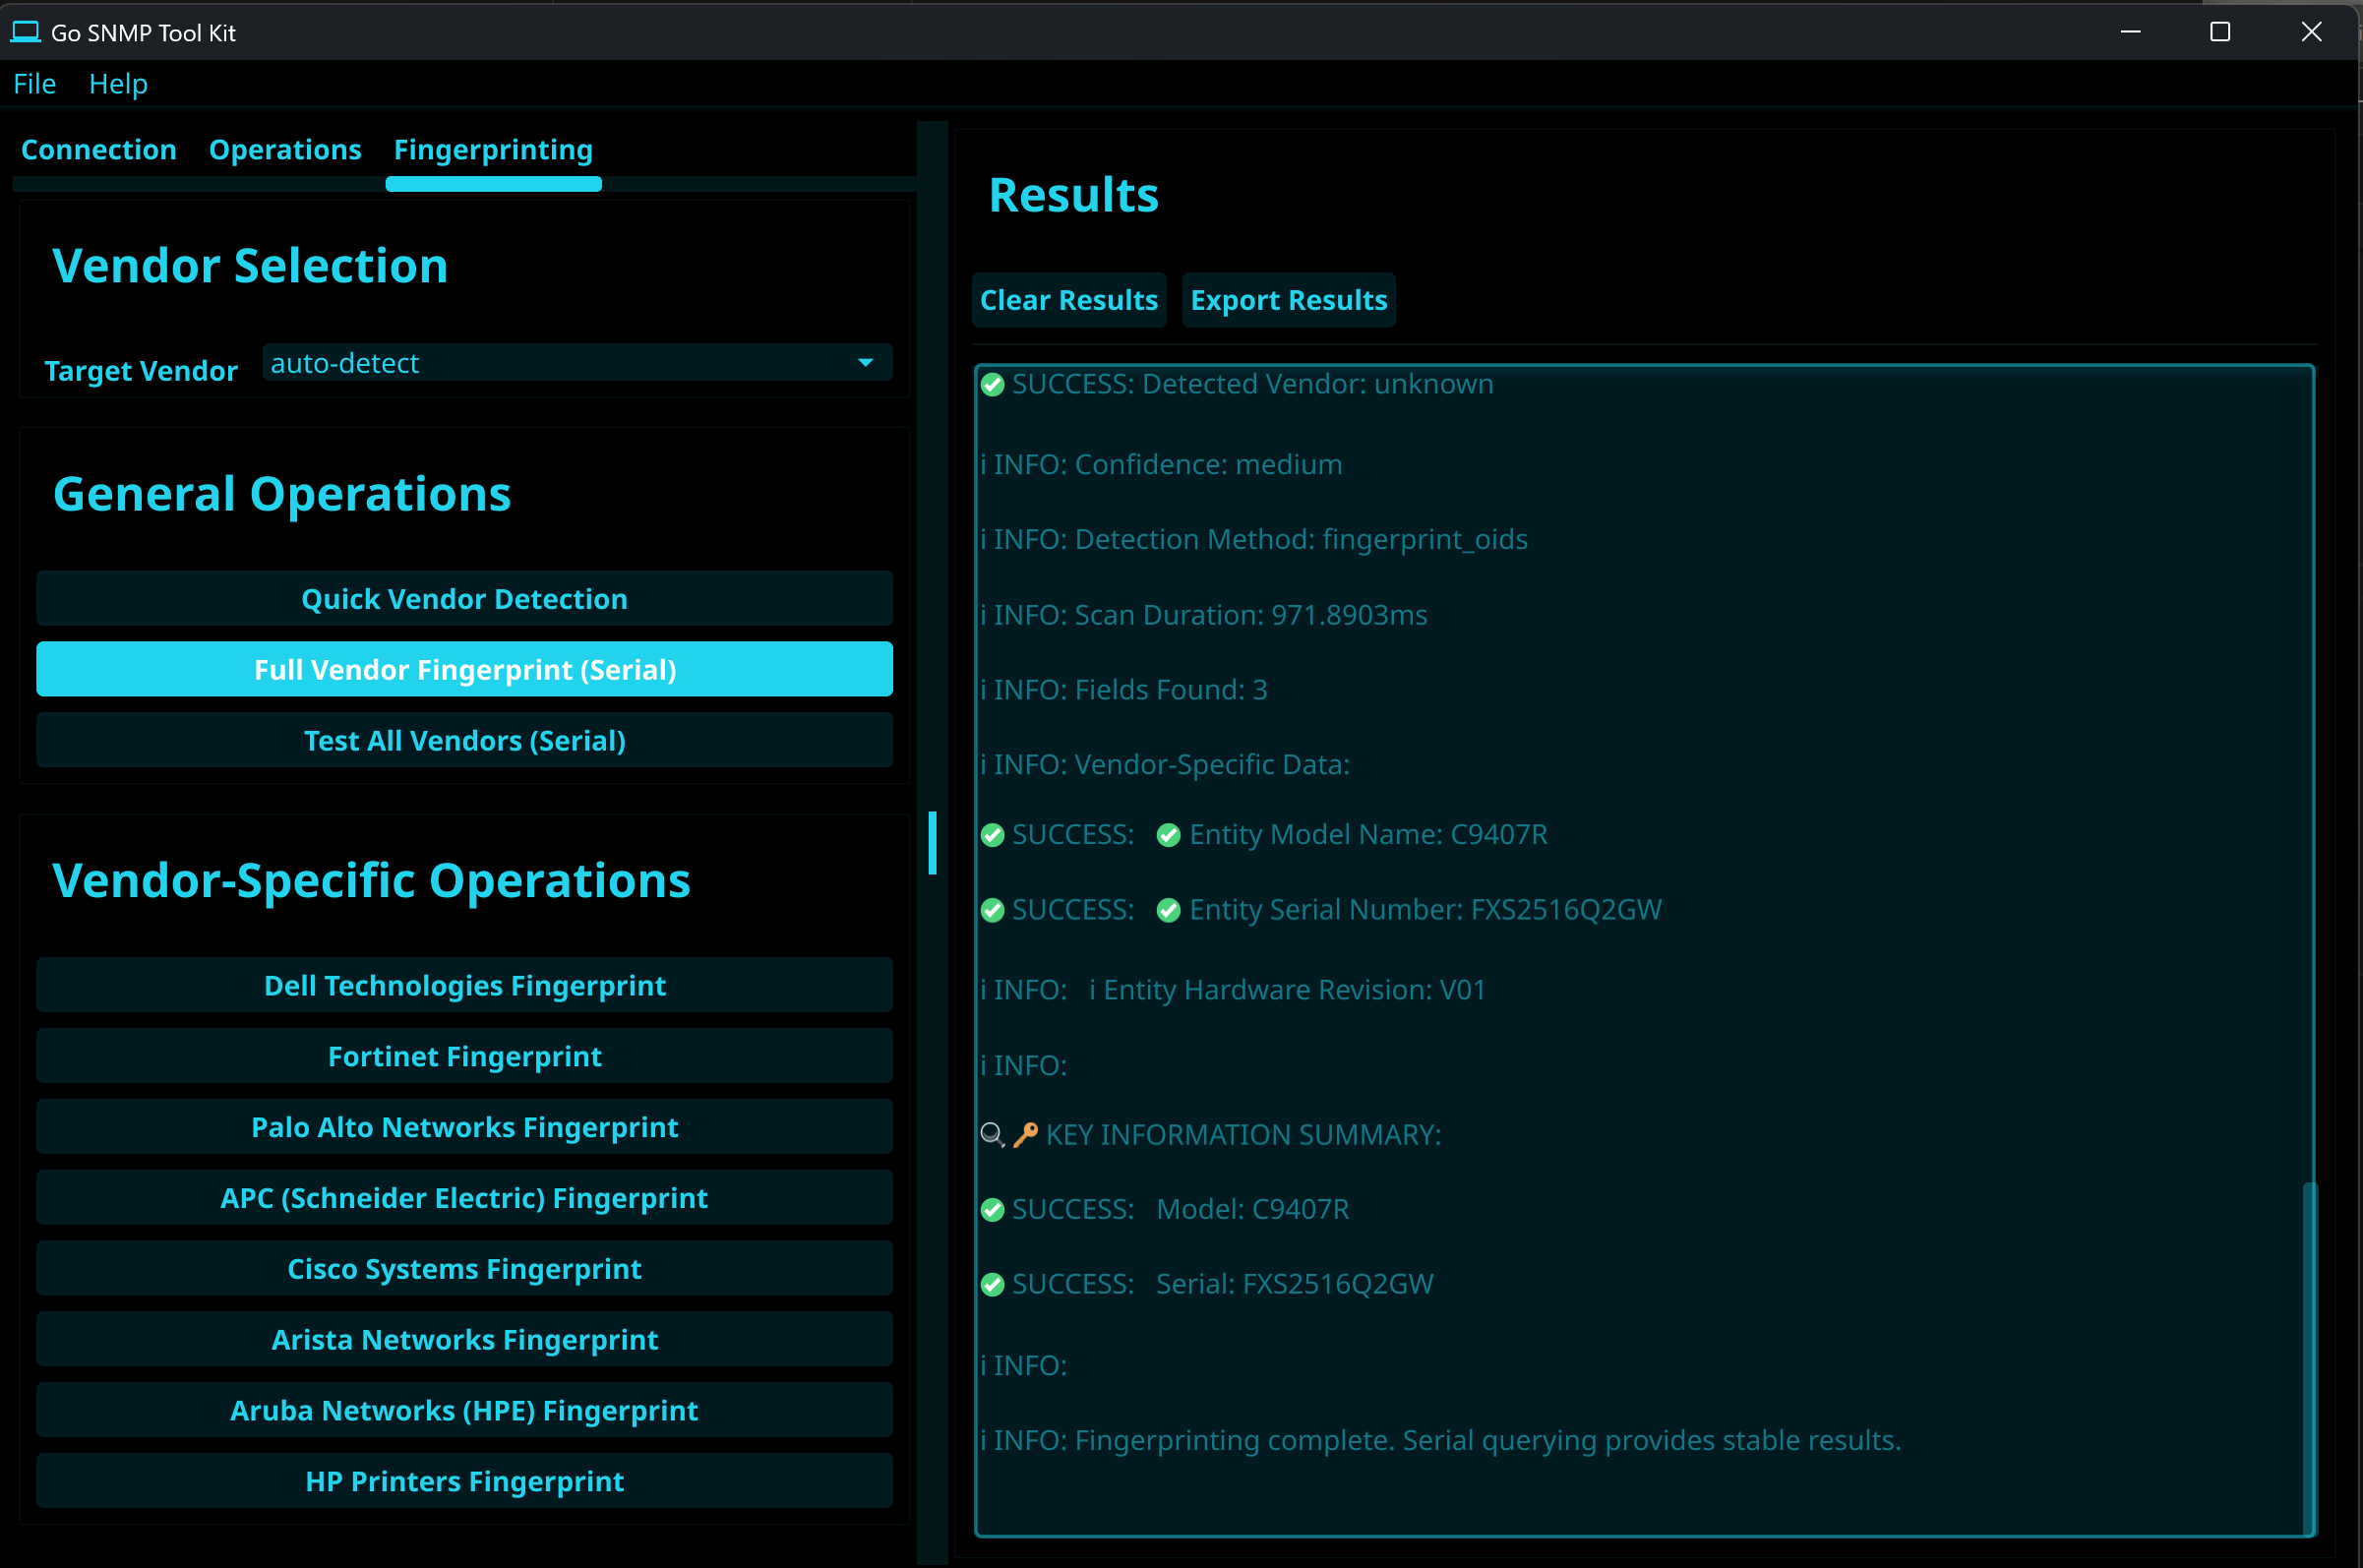 Go SNMP Tool Kit
File Help
Connection Operations Fingerprinting
Vendor Selection
Target Vendor auto-detect
General Operations
Quick Vendor Detection
Full Vendor Fingerprint (Serial)
Test All Vendors (Serial)
Vendor-Specific Operations
Dell Technologies Fingerprint
Fortinet Fingerprint
Palo Alto Networks Fingerprint
APC (Schneider Electric) Fingerprint
Cisco Systems Fingerprint
Arista Networks Fingerprint
Aruba Networks (HPE) Fingerprint
HP Printers Fingerprint
Results
Clear Results Export Results
✅ SUCCESS: Detected Vendor: unknown
i INFO: Confidence: medium
i INFO: Detection Method: fingerprint_oids
i INFO: Scan Duration: 971.8903ms
i INFO: Fields Found: 3
i INFO: Vendor-Specific Data:
✅ SUCCESS: ✅ Entity Model Name: C9407R
✅ SUCCESS: ✅ Entity Serial Number: FXS2516Q2GW
i INFO: i Entity Hardware Revision: V01
i INFO:
🔍 🔑 KEY INFORMATION SUMMARY:
✅ SUCCESS: Model: C9407R
✅ SUCCESS: Serial: FXS2516Q2GW
i INFO:
i INFO: Fingerprinting complete. Serial querying provides stable results.